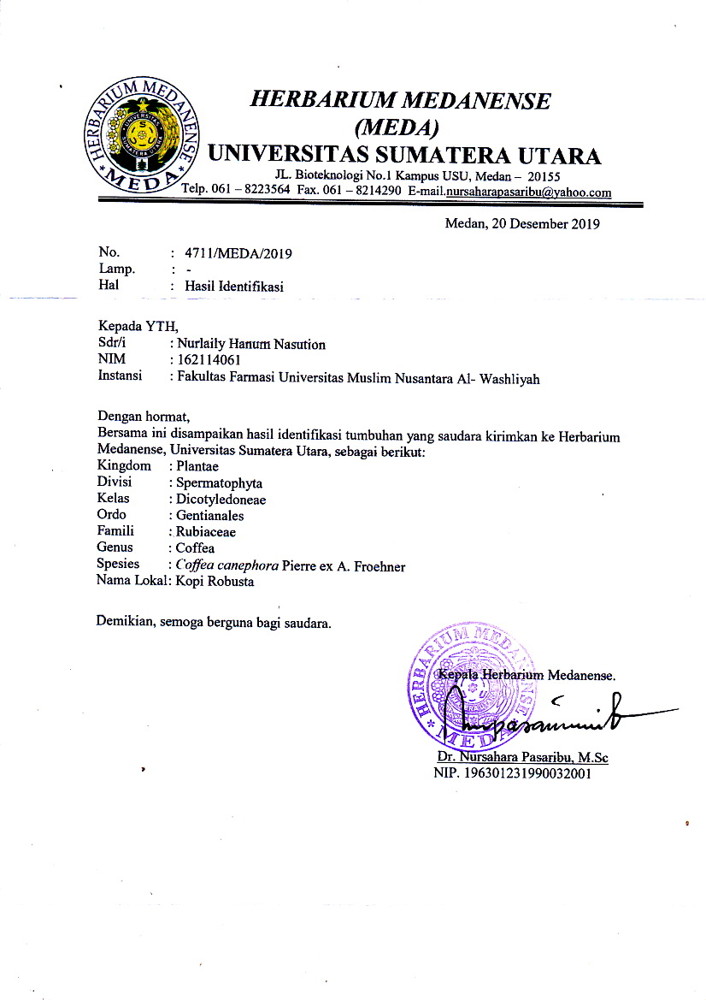 HERBARIUM MEDANENSE
(MEDA)
UNIVERSITAS SUMATERA UTARA
JL. Bioteknologi No.1 Kampus USU, Medan – 20155
Telp. 061 – 8223564 Fax. 061 – 8214290 E-mail.nursaharapasaribu@yahoo.com
HERBARIUM MEDANENSE
* MEDA *
UNIVERSITAS SUMATERA UTARA
Medan, 20 Desember 2019
No. : 4711/MEDA/2019
Lamp. : -
Hal : Hasil Identifikasi
Kepada YTH,
Sdr/i : Nurlaily Hanum Nasution
NIM : 162114061
Instansi : Fakultas Farmasi Universitas Muslim Nusantara Al- Washliyah
Dengan hormat,
Bersama ini disampaikan hasil identifikasi tumbuhan yang saudara kirimkan ke Herbarium
Medanense, Universitas Sumatera Utara, sebagai berikut:
Kingdom : Plantae
Divisi : Spermatophyta
Kelas : Dicotyledoneae
Ordo : Gentianales
Famili : Rubiaceae
Genus : Coffea
Spesies : Coffea canephora Pierre ex A. Froehner
Nama Lokal: Kopi Robusta
Demikian, semoga berguna bagi saudara.
Kepala Herbarium Medanense.
HERBARIUM MEDANENSE
* MEDA *
Dr. Nursahara Pasaribu, M.Sc
NIP. 196301231990032001